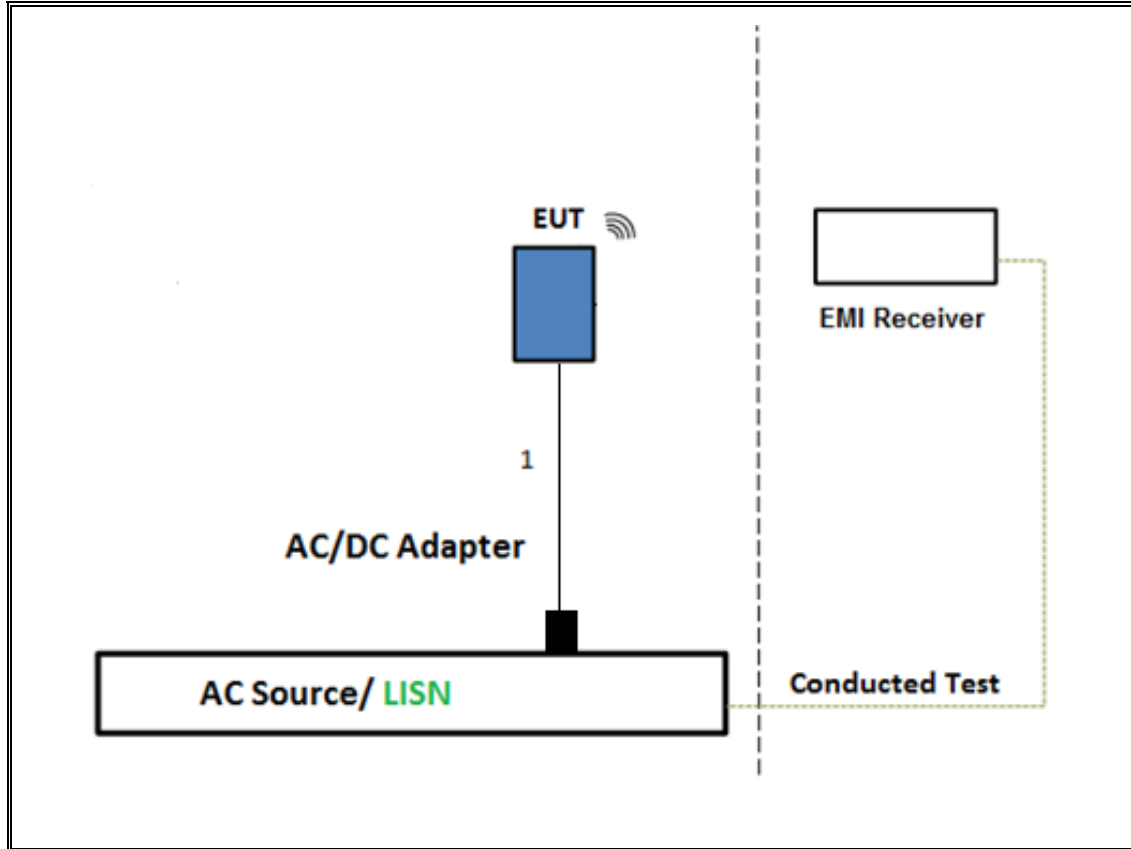 EUT
EMI Receiver
1
AC/DC Adapter
AC Source/ LISN
Conducted Test